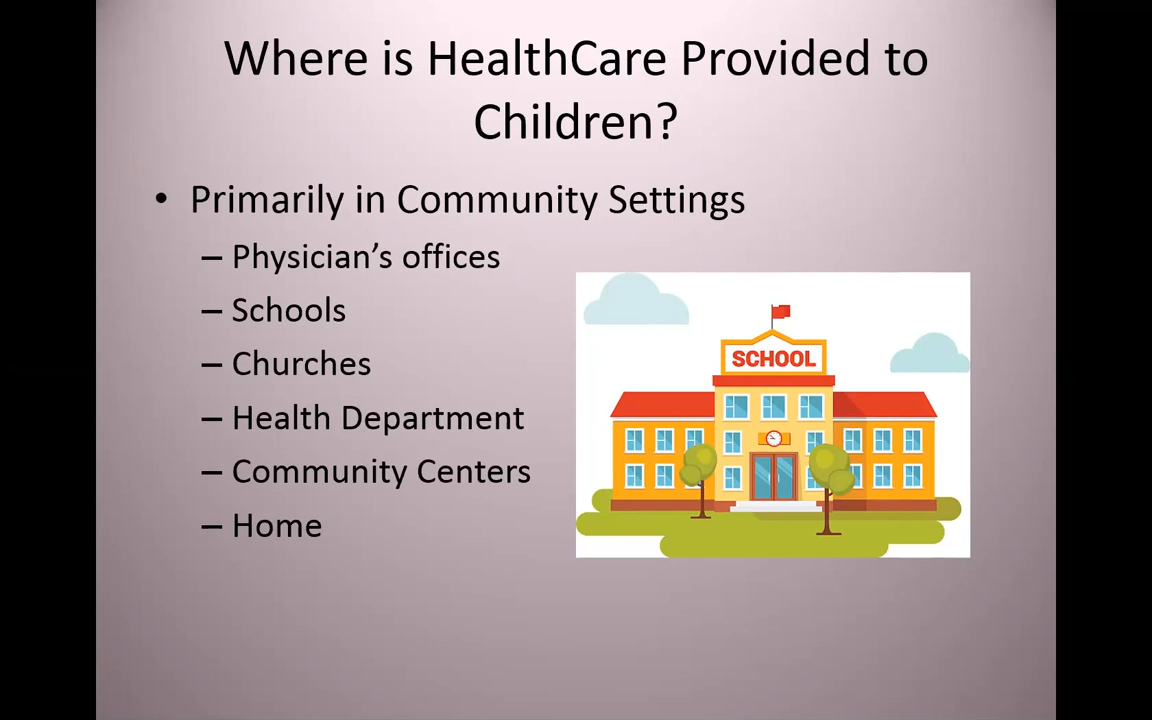 Where is HealthCare Provided to
Children?
• Primarily in Community Settings
– Physician’s offices
– Schools
– Churches
– Health Department
– Community Centers
– Home
SCHOOL